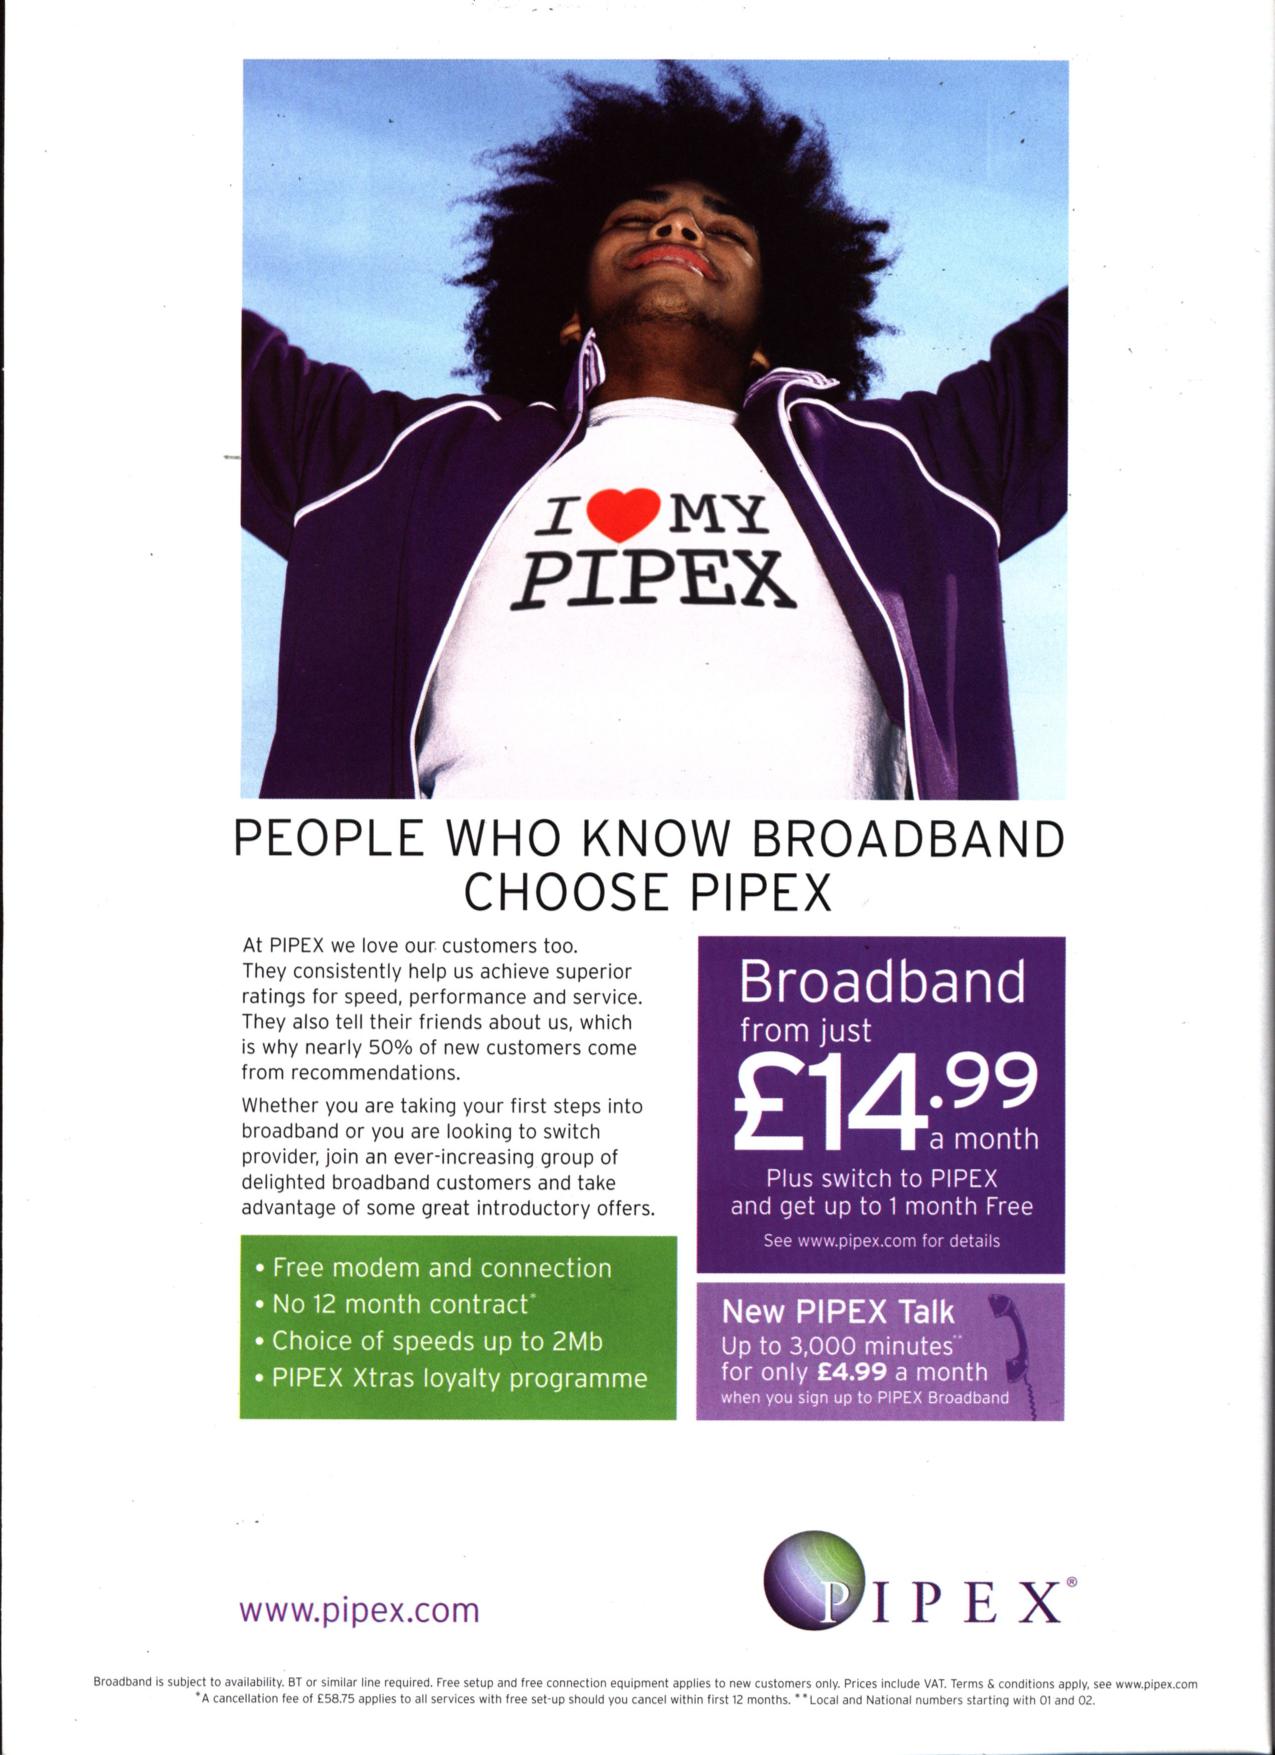 I ❤ MY
PIPEX
PEOPLE WHO KNOW BROADBAND
CHOOSE PIPEX
At PIPEX we love our customers too.
They consistently help us achieve superior
ratings for speed, performance and service.
They also tell their friends about us, which
is why nearly 50% of new customers come
from recommendations.
Whether you are taking your first steps into
broadband or you are looking to switch
provider, join an ever-increasing group of
delighted broadband customers and take
advantage of some great introductory offers.
• Free modem and connection
• No 12 month contract*
• Choice of speeds up to 2Mb
• PIPEX Xtras loyalty programme
Broadband
from just
£14.99
a month
Plus switch to PIPEX
and get up to 1 month Free
See www.pipex.com for details
New PIPEX Talk
Up to 3,000 minutes**
for only £4.99 a month
when you sign up to PIPEX Broadband
www.pipex.com
PIPEX®
Broadband is subject to availability. BT or similar line required. Free setup and free connection equipment applies to new customers only. Prices include VAT. Terms & conditions apply, see www.pipex.com
*A cancellation fee of £58.75 applies to all services with free set-up should you cancel within first 12 months. **Local and National numbers starting with 01 and 02.